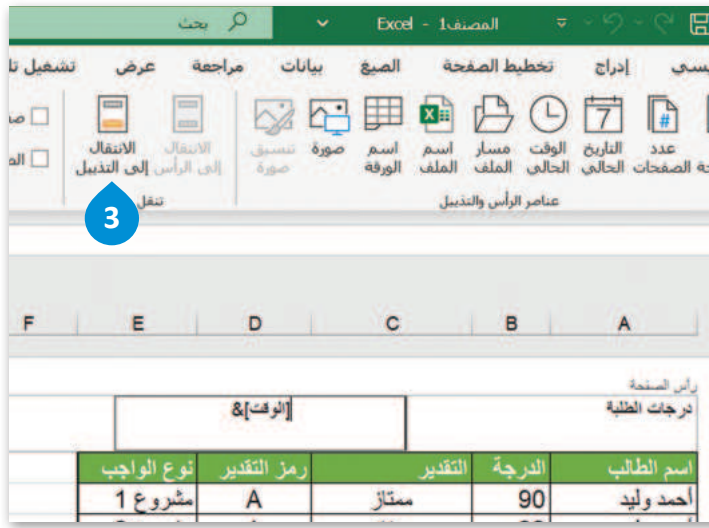 المصنف1 - Excel
بحث
إدراج تخطيط الصفحة الصيغ بيانات مراجعة عرض تشغيل
عدد الصفحات
التاريخ الحالي
الوقت الحالي
مسار الملف
اسم الملف
اسم الورقة
صورة
تنسيق صورة
الانتقال إلى الرأس
الانتقال إلى التذييل
عناصر الرأس والتذييل
تنقل
3
A B C D E F
رأس الصفحة
درجات الطلبة
&[الوقت]
اسم الطالب الدرجة التقدير رمز التقدير نوع الواجب
أحمد وليد 90 ممتاز A مشروع 1